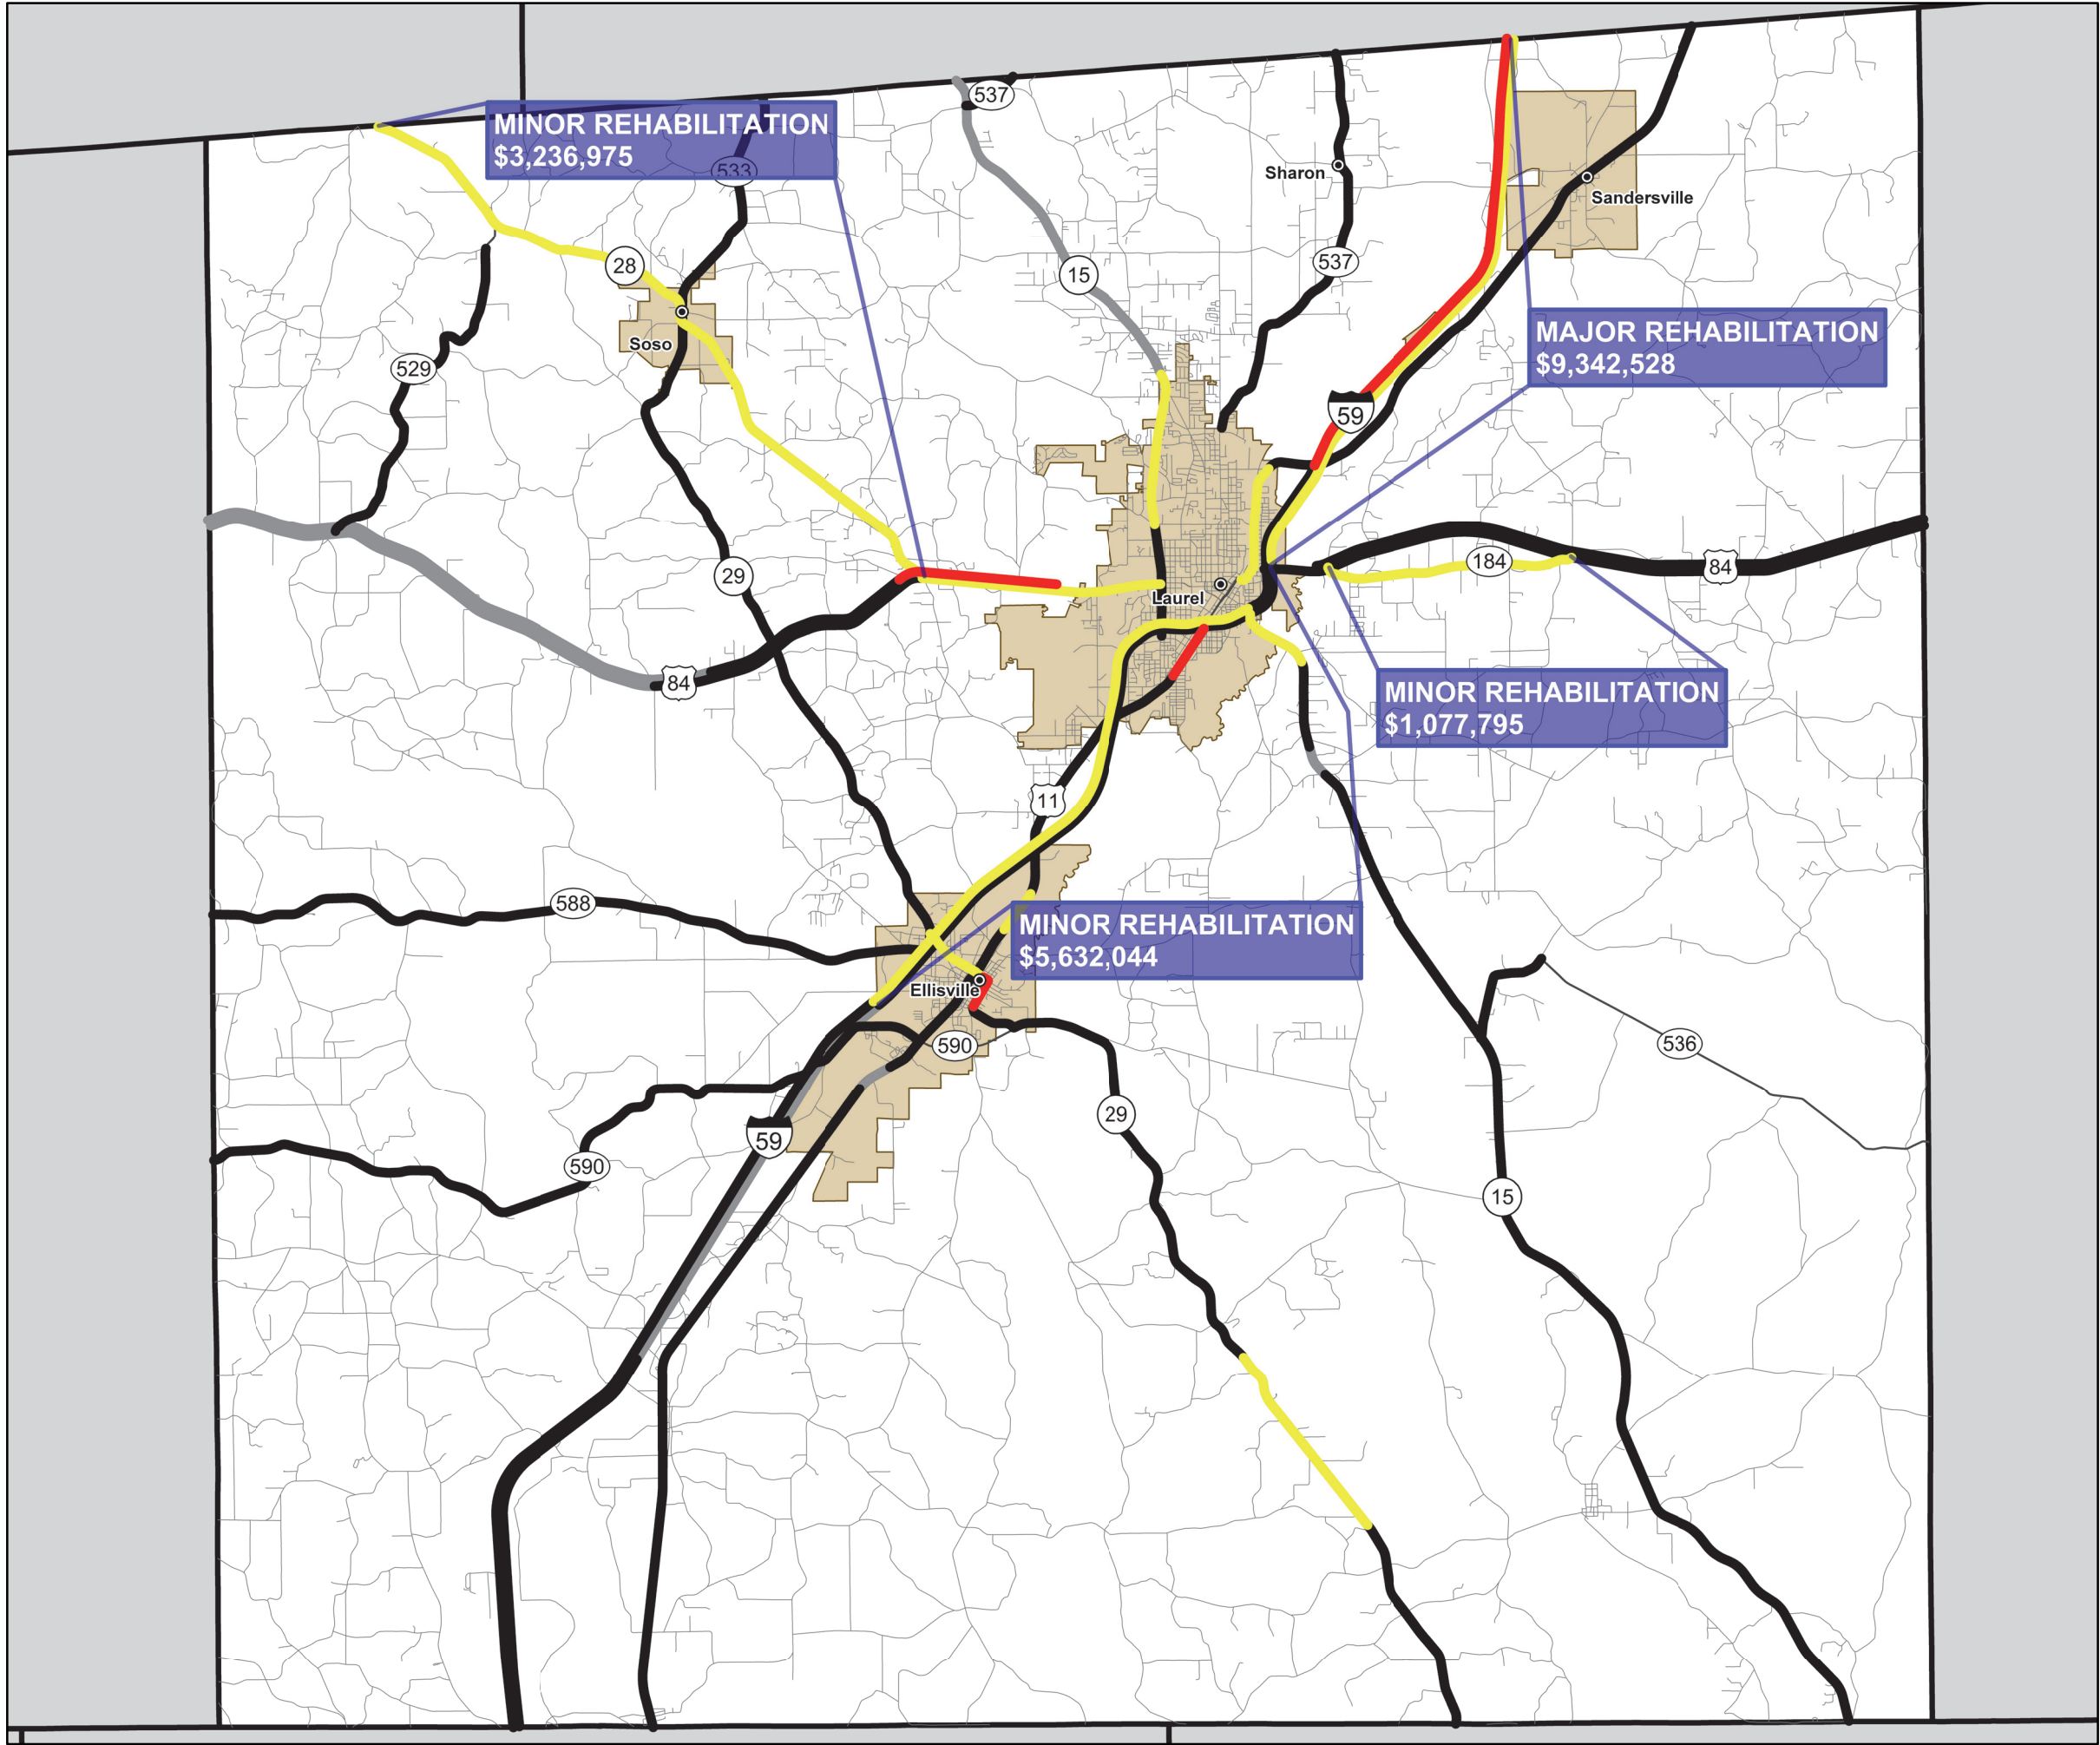 537
MINOR REHABILITATION
$3,236,975
533
Sharon
Sandersville
28
15
537
MAJOR REHABILITATION
$9,342,528
Soso
529
59
184
84
29
Laurel
84
MINOR REHABILITATION
$1,077,795
11
588
MINOR REHABILITATION
$5,632,044
Ellisville
590
536
29
59
590
15